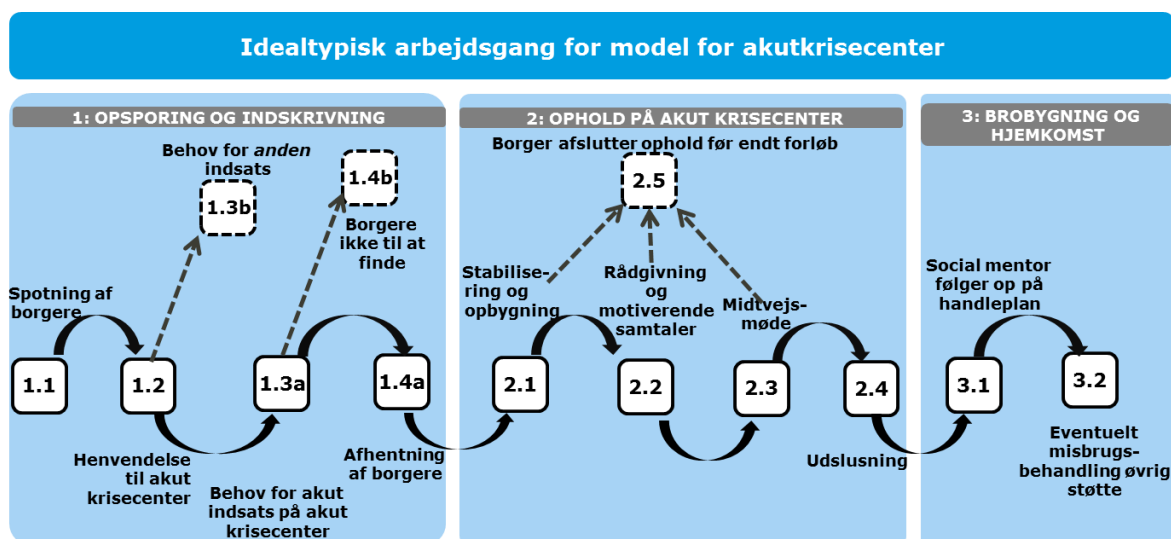 Idealtypisk arbejdsgang for model for akutkrisecenter
1: OPSPORING OG INDSKRIVNING
Behov for anden
indsats
1.3b
1.4b
Borgere
ikke til at
finde
Spotning af
borgere
1.1
1.2
1.3a
1.4a
Henvendelse
til akut
krisecenter
Behov for akut
indsats på akut
krisecenter
Afhentning
af borgere
2: OPHOLD PÅ AKUT KRISECENTER
Borger afslutter ophold før endt forløb
2.5
Stabilise-
ring og
opbygning
Rådgivning
og
motiverende
samtaler
Midtvejs-
møde
2.1
2.2
2.3
2.4
Udslusning
3: BROBYGNING OG
HJEMKOMST
Social mentor
følger op på
handleplan
3.1
3.2
Eventuelt
misbrugs-
behandling øvrig
støtte